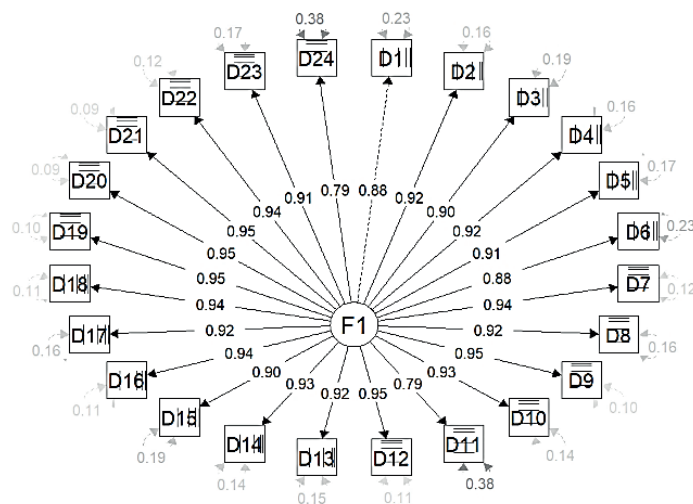 0.38 0.23
0.17 0.16
D24 D1
D23 D2
0.12 0.19
D22 D3
0.09 0.16
D21 D4
0.09 0.17
D20 D5
0.79 0.88
0.91 0.92
0.94 0.90
0.95 0.92
0.95 0.91
0.10 0.23
D19 D6
0.95 0.88
0.11 0.12
D18 D7
0.94 0.94
F1
D17 D8
0.92 0.92
0.16 0.16
0.94 0.95
D16 D9
0.90 0.93
0.11 0.10
0.93 0.79
0.92 0.95
D15 D10
D14 D11
D13 D12
0.19 0.14
0.14 0.38
0.15 0.11